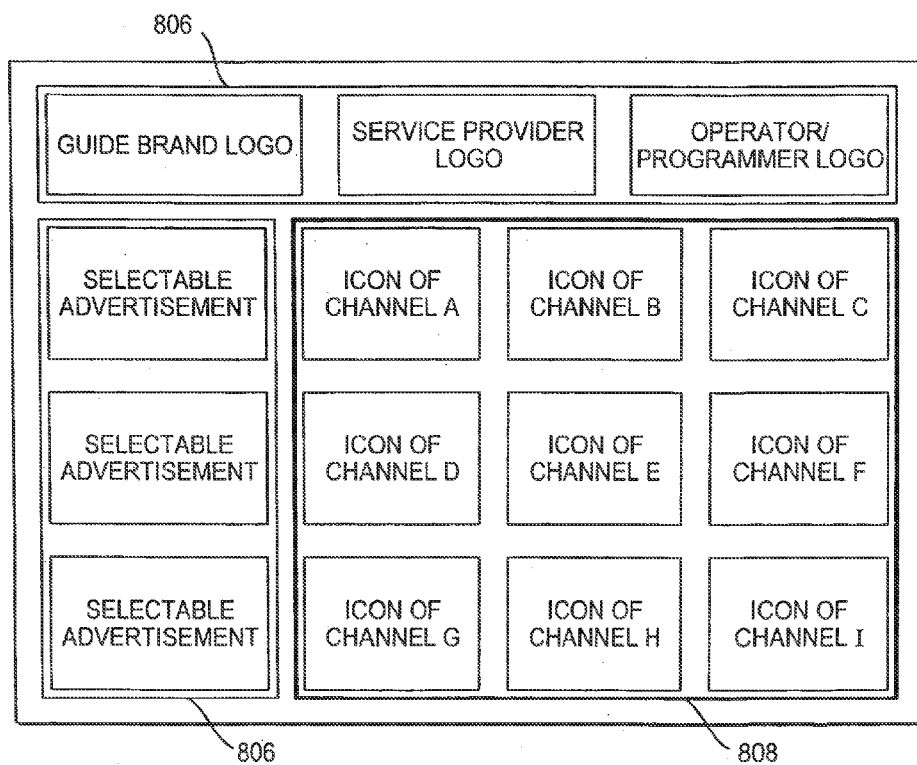 806
GUIDE BRAND LOGO
SERVICE PROVIDER
LOGO
OPERATOR/
PROGRAMMER LOGO
SELECTABLE
ADVERTISEMENT
ICON OF
CHANNEL A
ICON OF
CHANNEL B
ICON OF
CHANNEL C
SELECTABLE
ADVERTISEMENT
ICON OF
CHANNEL D
ICON OF
CHANNEL E
ICON OF
CHANNEL F
SELECTABLE
ADVERTISEMENT
ICON OF
CHANNEL G
ICON OF
CHANNEL H
ICON OF
CHANNEL I
806
808